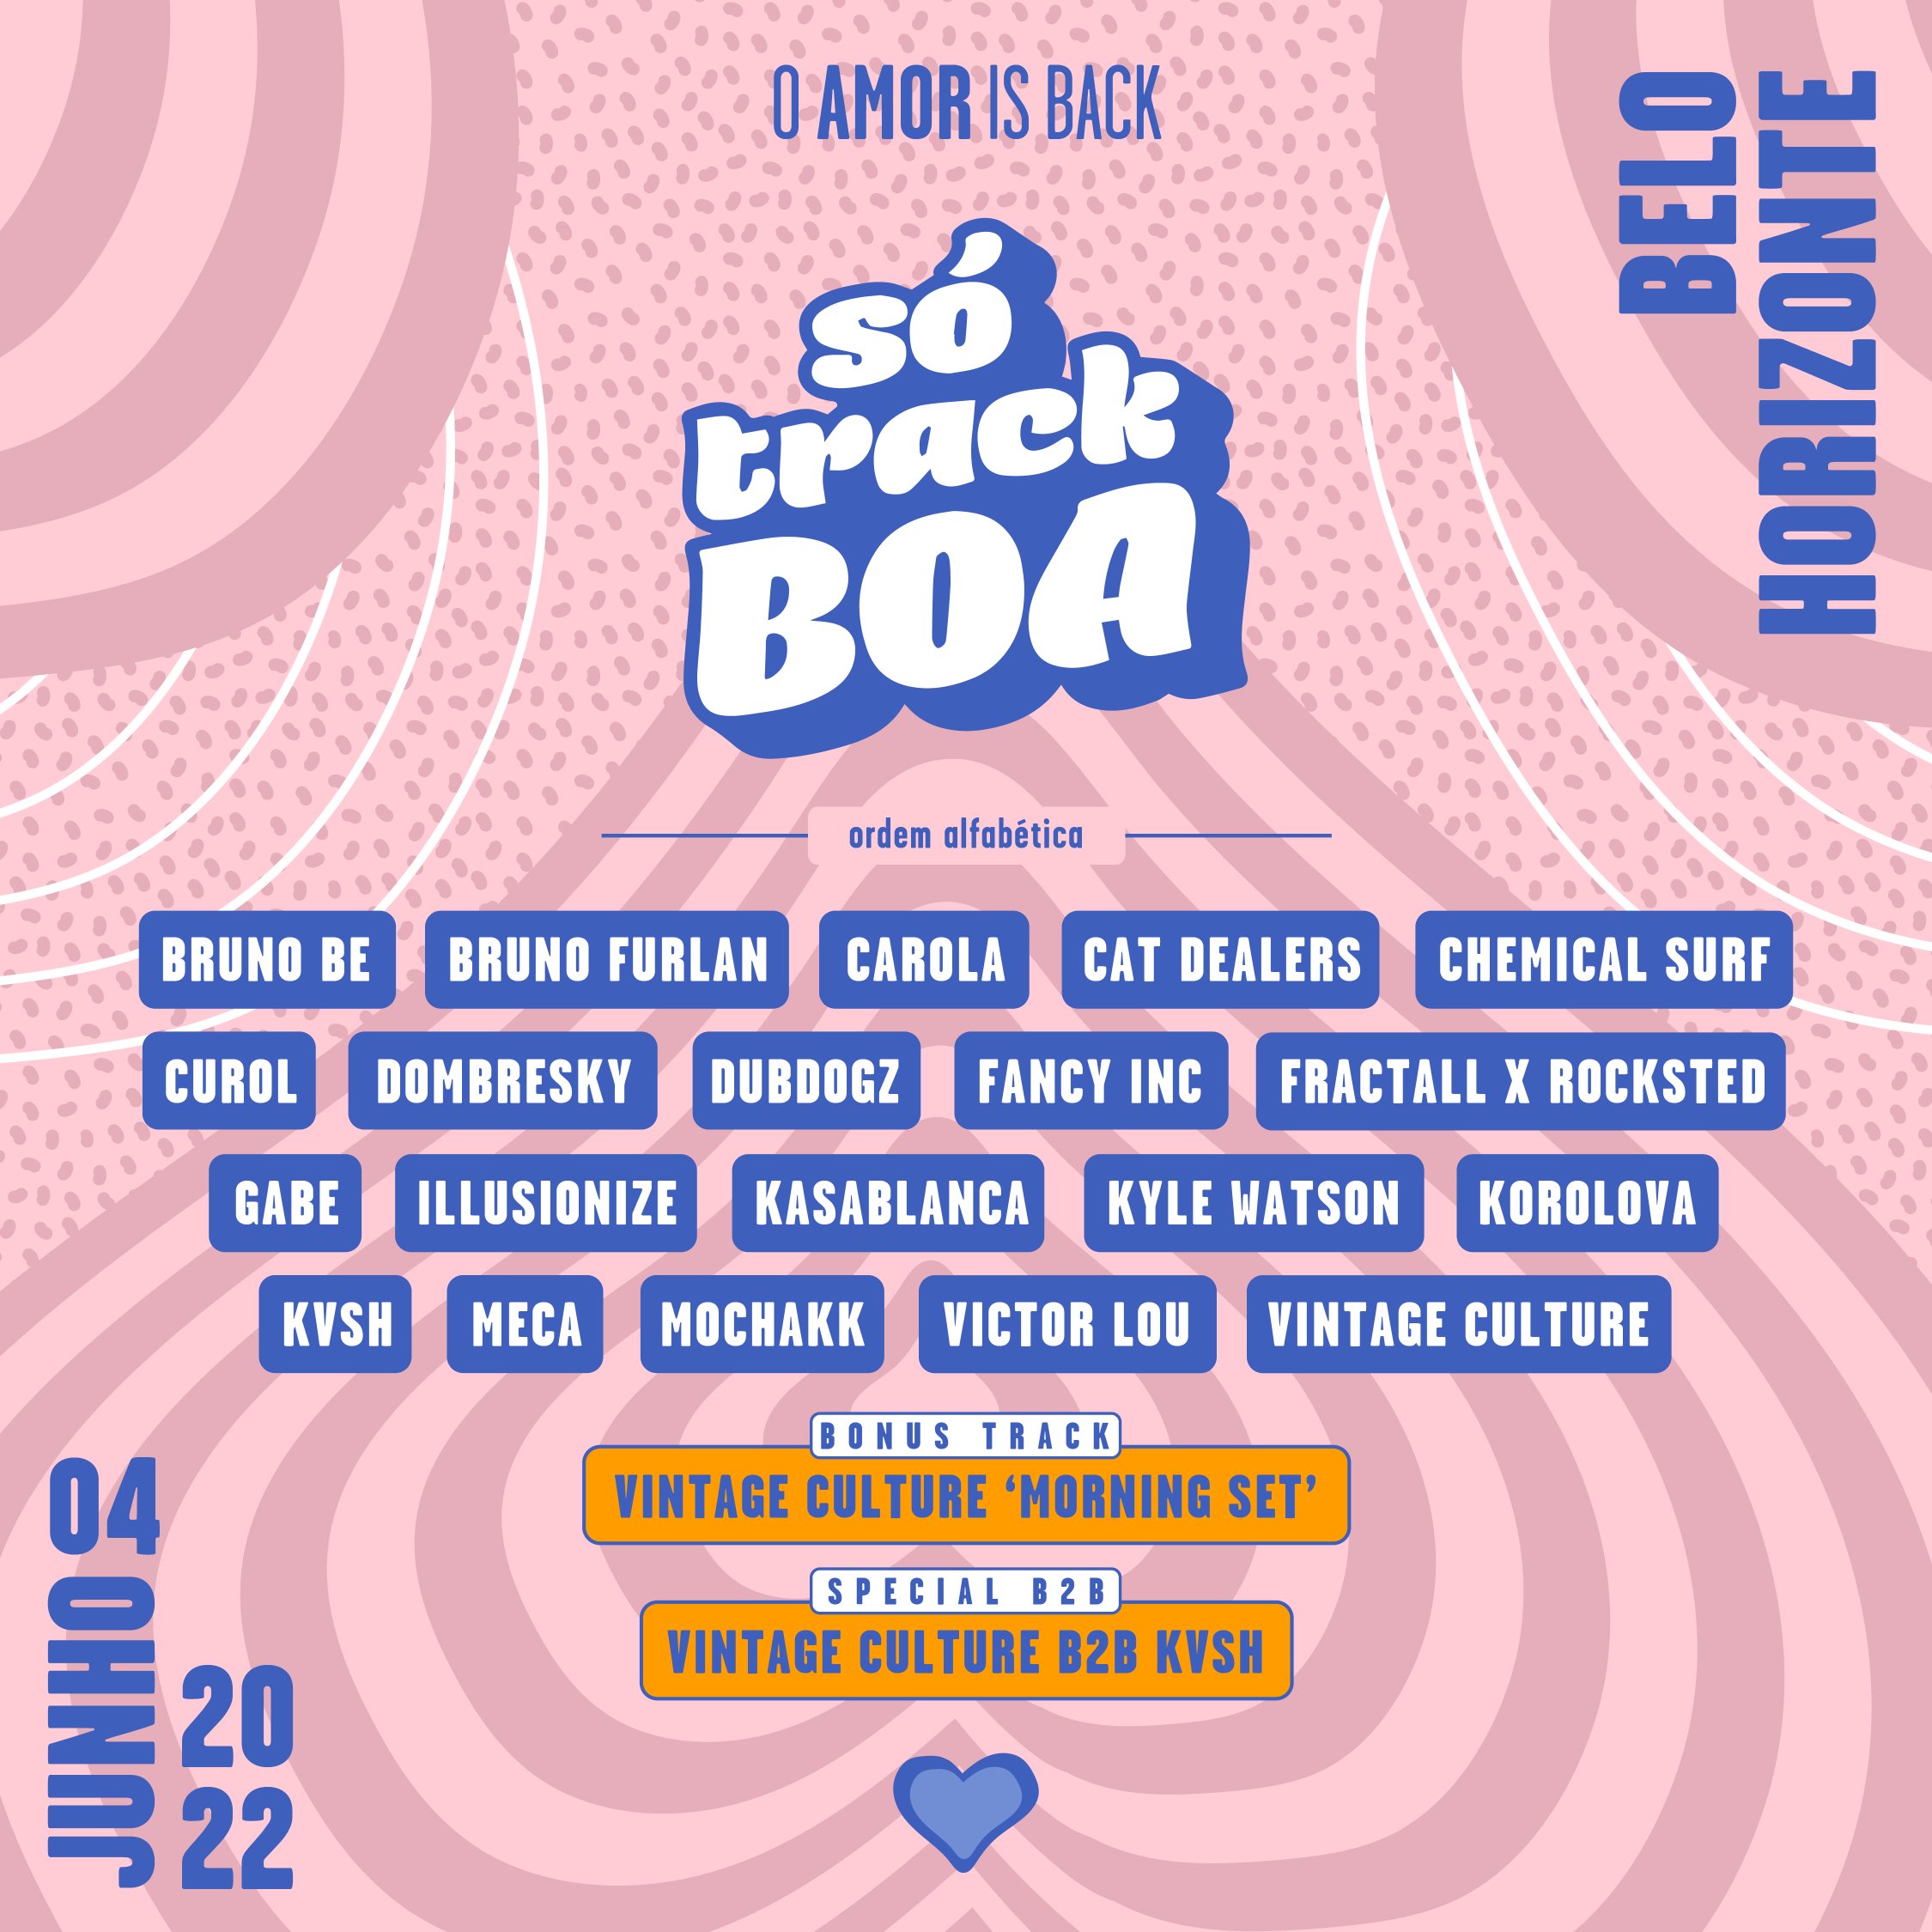 O AMOR IS BACK
BELO
HORIZONTE
só
track
BOA
ordem alfabética
BRUNO BE BRUNO FURLAN CAROLA CAT DEALERS CHEMICAL SURF
CUROL DOMBRESKY DUBDOGZ FANCY INC FRACTALL X ROCKSTED
GABE ILLUSIONIZE KASABLANCA KYLE WATSON KOROLOVA
KVSH MECA MOCHAKK VICTOR LOU VINTAGE CULTURE
BONUS TRACK
VINTAGE CULTURE ‘MORNING SET’
SPECIAL B2B
VINTAGE CULTURE B2B KVSH
04
JUNHO
20
22